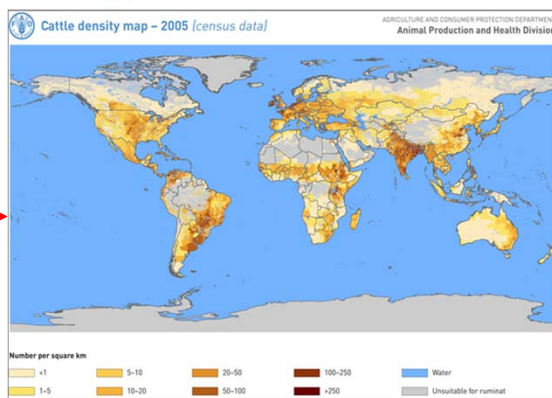 AGRICULTURE AND CONSUMER PROTECTION DEPARTMEN
Cattle density map – 2005 [census data]
Animal Production and Health Division
Number per square km
<1
5–10
20–50
100–250
Water
1–5
10–20
50–100
>250
Unsuitable for ruminat